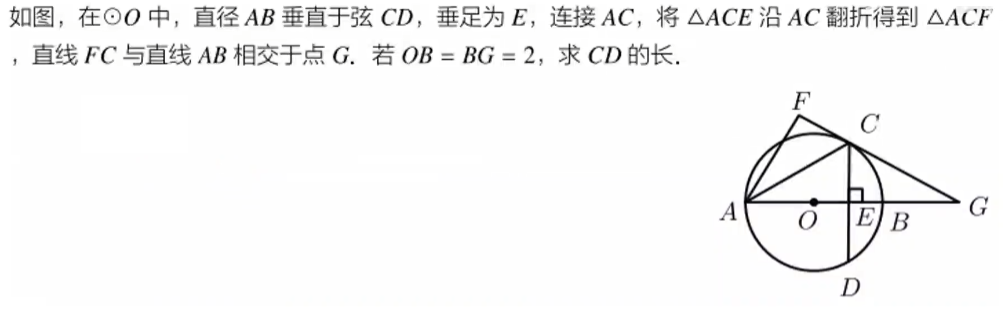 如图，在⊙O 中，直径 AB 垂直于弦 CD，垂足为 E，连接 AC，将 △ACE 沿 AC 翻折得到 △ACF
，直线 FC 与直线 AB 相交于点 G．若 OB = BG = 2，求 CD 的长．
F
C
A
O
E
B
G
D